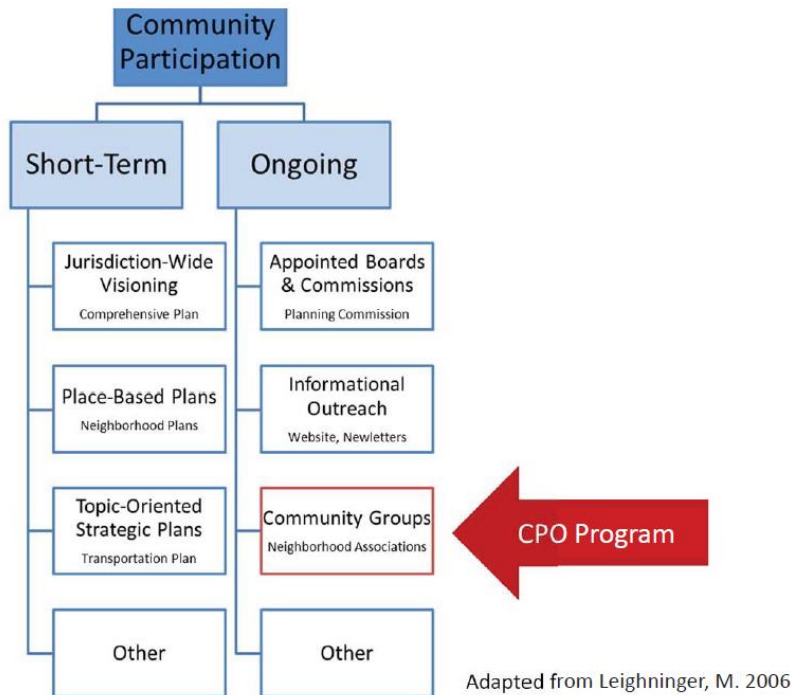 Community
Participation
Short-Term
Ongoing
Jurisdiction-Wide
Visioning
Comprehensive Plan
Appointed Boards
& Commissions
Planning Commission
Place-Based Plans
Neighborhood Plans
Informational
Outreach
Website, Newletters
Topic-Oriented
Strategic Plans
Transportation Plan
Community Groups
Neighborhood Associations
CPO Program
Other
Other
Adapted from Leighninger, M. 2006